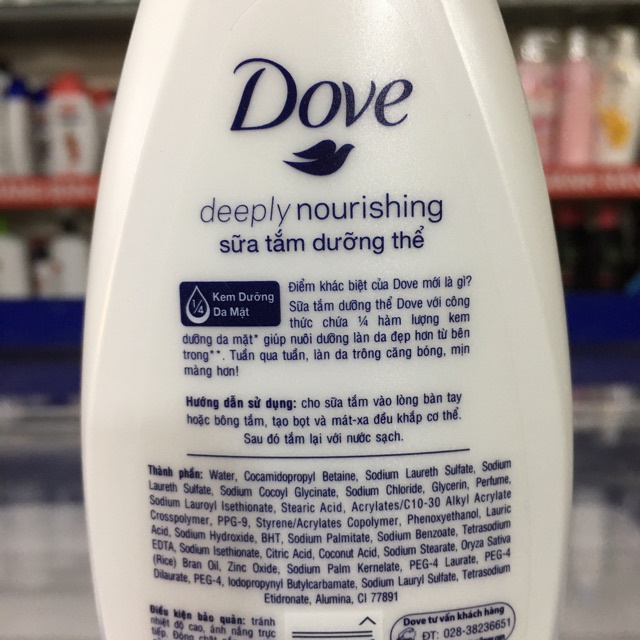 Dove
deeply nourishing
sữa tắm dưỡng thể
1/4 Kem Dưỡng
Da Mặt
Điểm khác biệt của Dove mới là gì?
Sữa tắm dưỡng thể Dove với công
thức chứa ¼ hàm lượng kem
dưỡng da mặt* giúp nuôi dưỡng làn da đẹp hơn từ bên
trong**. Tuần qua tuần, làn da trông căng bóng, mịn
màng hơn!
Hướng dẫn sử dụng: cho sữa tắm vào lòng bàn tay
hoặc bông tắm, tạo bọt và mát-xa đều khắp cơ thể.
Sau đó tắm lại với nước sạch.
Thành phần: Water, Cocamidopropyl Betaine, Sodium Laureth Sulfate, Sodium
Laureth Sulfate, Sodium Cocoyl Glycinate, Sodium Chloride, Glycerin, Perfume,
Sodium Lauroyl Isethionate, Stearic Acid, Acrylates/C10-30 Alkyl Acrylate
Crosspolymer, PPG-9, Styrene/Acrylates Copolymer, Phenoxyethanol, Lauric
Acid, Sodium Hydroxide, BHT, Sodium Palmitate, Sodium Benzoate, Tetrasodium
EDTA, Sodium Isethionate, Citric Acid, Coconut Acid, Sodium Stearate, Oryza Sativa
(Rice) Bran Oil, Zinc Oxide, Sodium Palm Kernelate, PEG-4 Laurate, PEG-4
Dilaurate, PEG-4, Iodopropynyl Butylcarbamate, Sodium Lauryl Sulfate, Tetrasodium
Etidronate, Alumina, CI 77891
Điều kiện bảo quản: tránh
nhiệt độ cao, ánh nắng trực
Dove tư vấn khách hàng
ĐT: 028-38236651